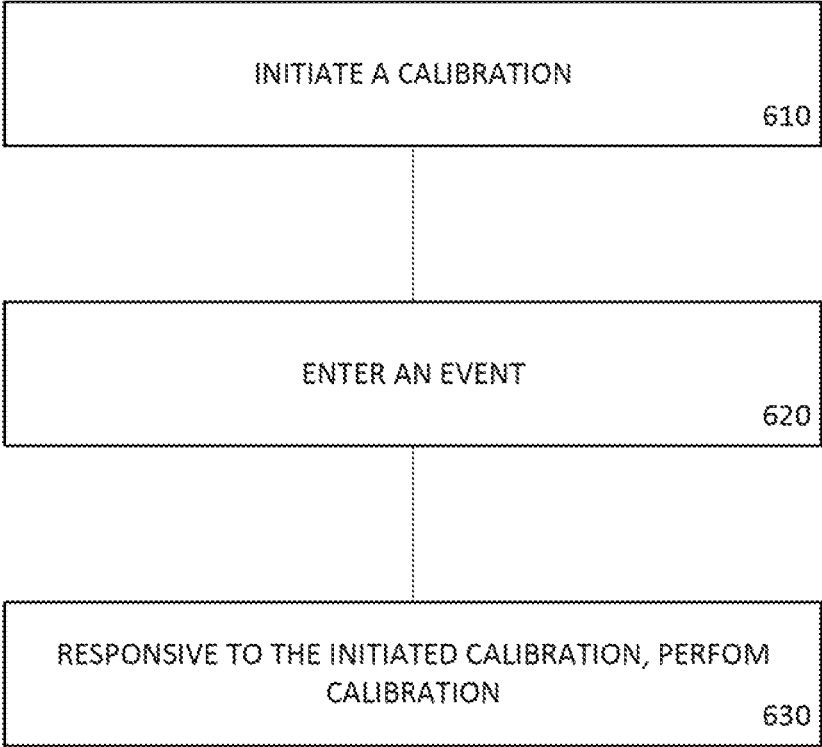 INITIATE A CALIBRATION
610
ENTER AN EVENT
620
RESPONSIVE TO THE INITIATED CALIBRATION, PERFOM
CALIBRATION
630